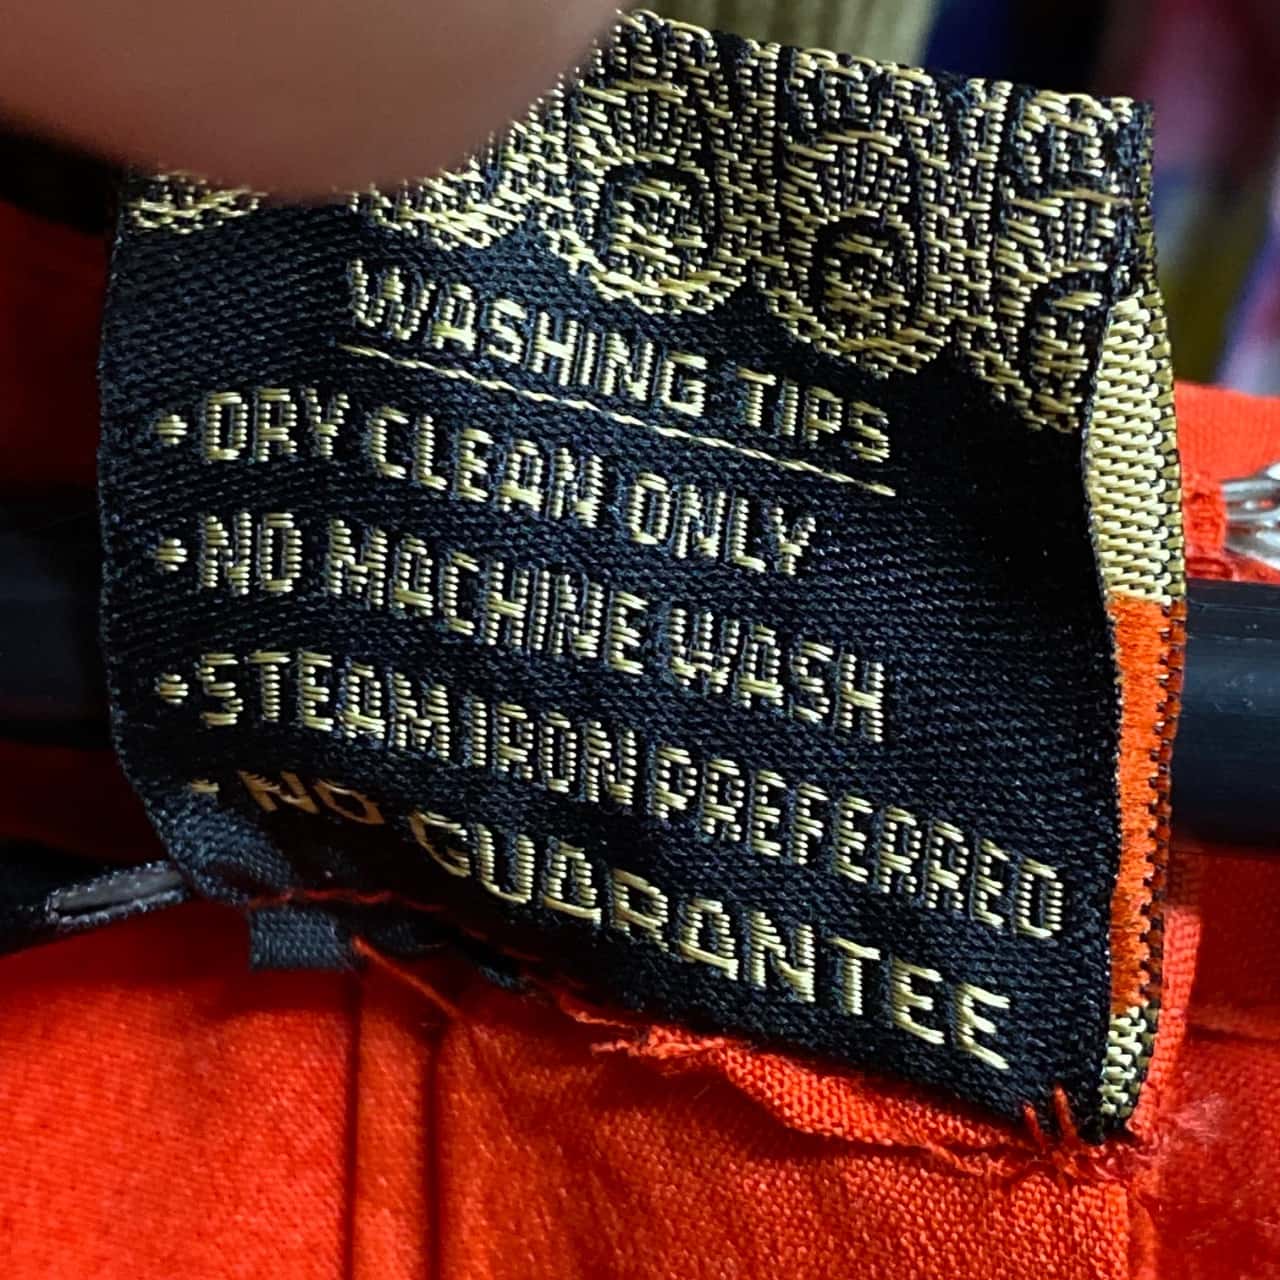 WASHING TIPS
• DRY CLEAN ONLY
• NO MACHINE WASH
• STEAM IRON PREFERRED
• NO GUARANTEE